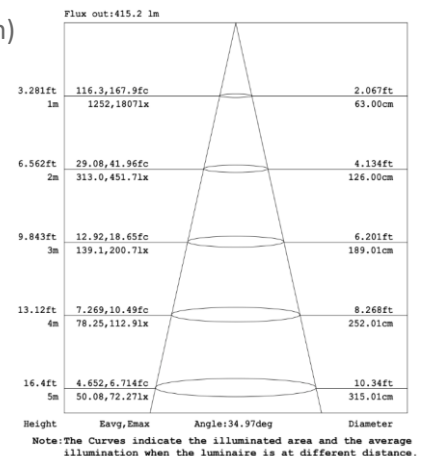 Flux out:415.2 lm
m)
3.281ft 116.3,167.9fc 2.067ft
1m 1252,1807lx 63.00cm
6.562ft 29.08,41.96fc 4.134ft
2m 313.0,451.7lx 126.00cm
9.843ft 12.92,18.65fc 6.201ft
3m 139.1,200.7lx 189.01cm
13.12ft 7.269,10.49fc 8.268ft
4m 78.25,112.9lx 252.01cm
16.4ft 4.652,6.714fc 10.34ft
5m 50.08,72.27lx 315.01cm
Height Eavg,Emax Angle:34.97deg Diameter
Note:The Curves indicate the illuminated area and the average
illumination when the luminaire is at different distance.